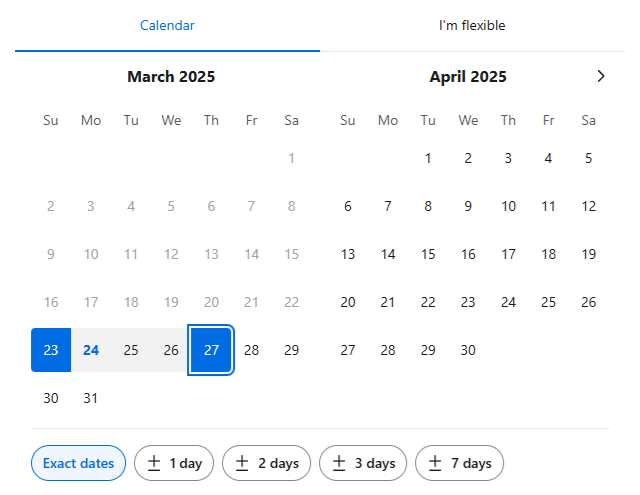 Calendar I'm flexible
March 2025 April 2025
Su Mo Tu We Th Fr Sa Su Mo Tu We Th Fr Sa
1 1 2 3 4 5
2 3 4 5 6 7 8 6 7 8 9 10 11 12
9 10 11 12 13 14 15 13 14 15 16 17 18 19
16 17 18 19 20 21 22 20 21 22 23 24 25 26
23 24 25 26 27 28 29 27 28 29 30
30 31
Exact dates ± 1 day ± 2 days ± 3 days ± 7 days